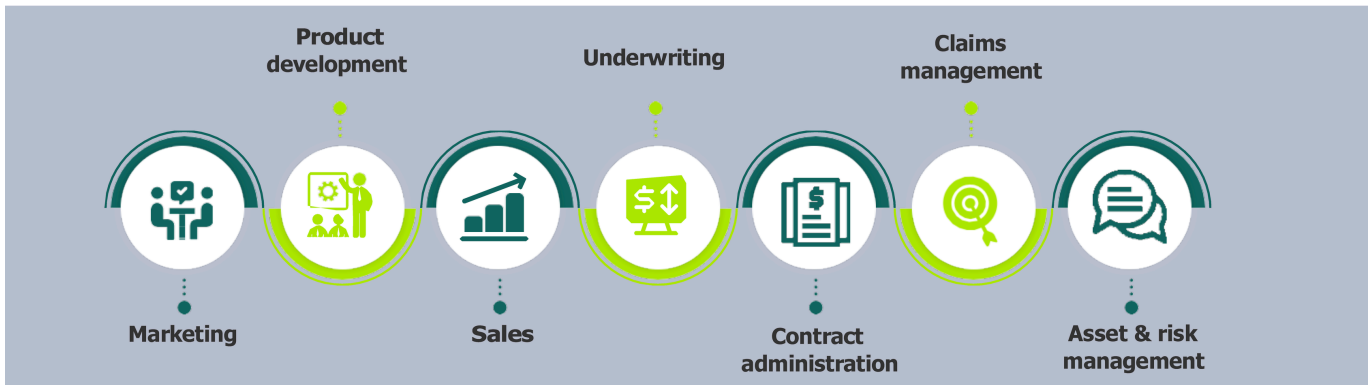 Product
development
Underwriting
Claims
management
Marketing
Sales
Contract
administration
Asset & risk
management